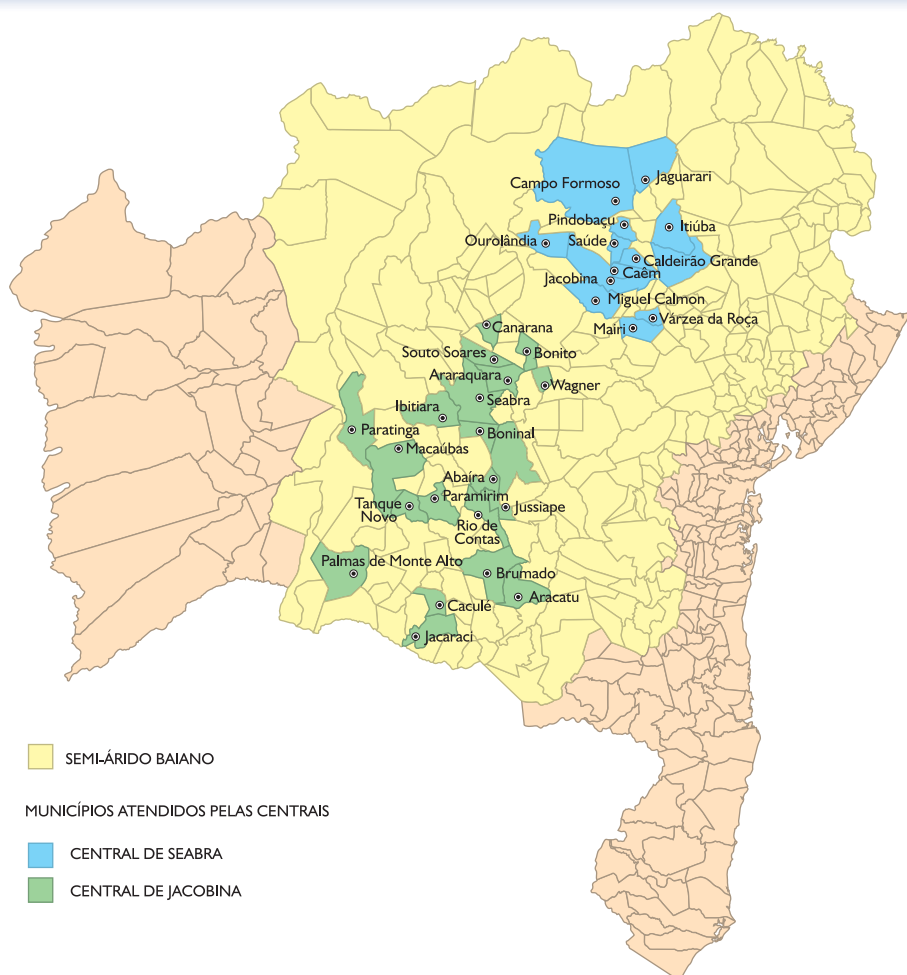 Jaguarari
Campo Formoso
Pindobaçu
Itiúba
Ourolândia
Saúde
Caldeirão Grande
Caêm
Jacobina
Miguel Calmon
Várzea da Roça
Mairi
Canarana
Souto Soares
Bonito
Araraquara
Wagner
Seabra
Ibitiara
Paratinga
Boninal
Macaúbas
Abaíra
Paramirim
Tanque
Novo
Jussiape
Rio de
Contas
Palmas de Monte Alto
Brumado
Aracatu
Caculé
Jacaraci
SEMI-ÁRIDO BAIANO
MUNICÍPIOS ATENDIDOS PELAS CENTRAIS
CENTRAL DE SEABRA
CENTRAL DE JACOBINA